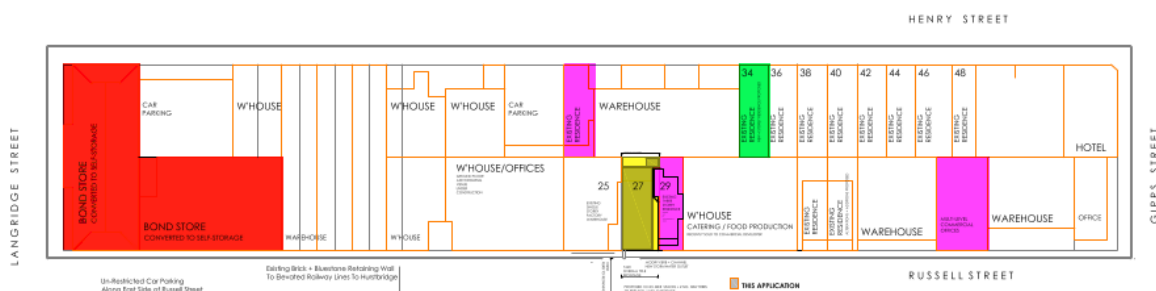 HENRY STREET
LANGRIDGE STREET
GIPPS STREET
BOND STORE
CONVERTED TO SELF-STORAGE
CAR
PARKING
W'HOUSE
W'HOUSE
W'HOUSE
CAR
PARKING
EXISTING
RESIDENCE
WAREHOUSE
34
EXISTING
RESIDENCE
36
EXISTING
RESIDENCE
38
EXISTING
RESIDENCE
40
EXISTING
RESIDENCE
42
EXISTING
RESIDENCE
44
EXISTING
RESIDENCE
46
EXISTING
RESIDENCE
48
EXISTING
RESIDENCE
HOTEL
BOND STORE
CONVERTED TO SELF-STORAGE
WAREHOUSE
W'HOUSE
W'HOUSE/OFFICES
25
27
29
W'HOUSE
CATERING / FOOD PRODUCTION
EXISTING
RESIDENCE
EXISTING
RESIDENCE
WAREHOUSE
MULTI-LEVEL
COMMERCIAL
OFFICES
WAREHOUSE
OFFICE
RUSSELL STREET
Un-Restricted Car Parking
Along East Side of Russell Street
Existing Brick + Bluestone Retaining Wall
To Elevated Railway Lines To Hurstbridge
THIS APPLICATION